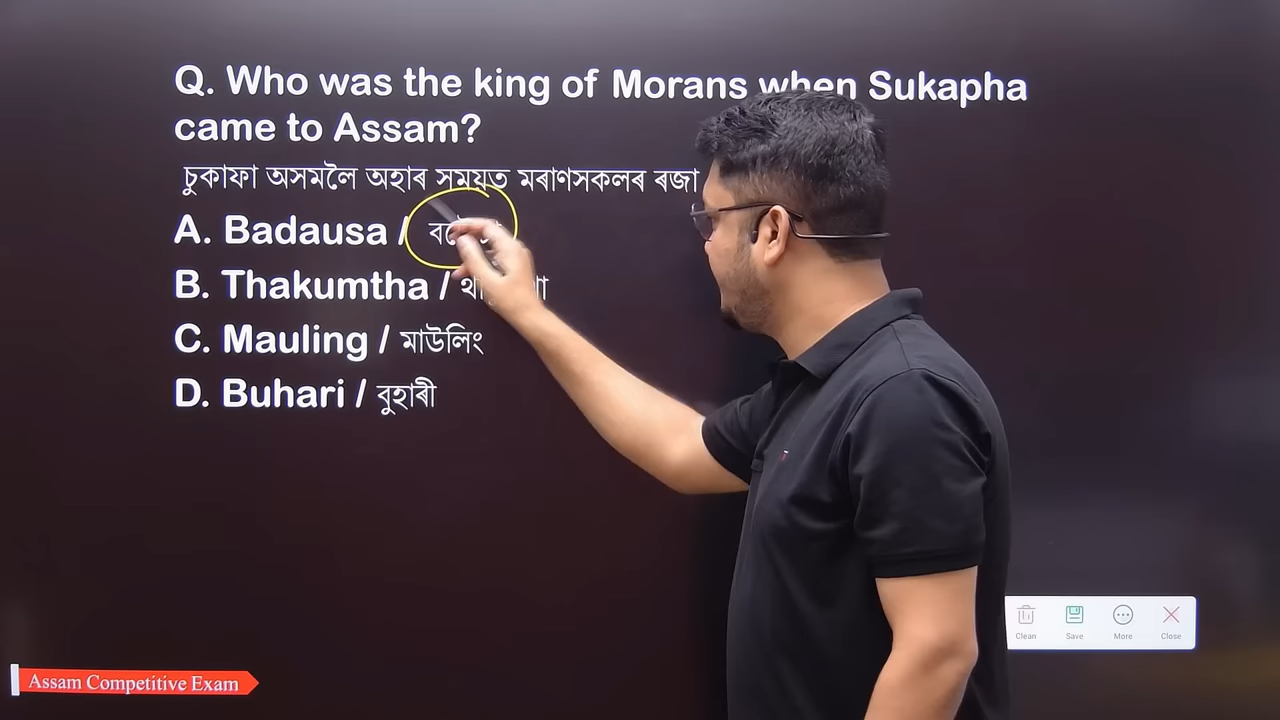 Q. Who was the king of Morans when Sukapha
came to Assam?
চুকাফা অসমলৈ অহাৰ সময়ত মৰাণসকলৰ ৰজা
A. Badausa /
B. Thakumtha /
C. Mauling / মাউলিং
D. Buhari / বুহাৰী
Clean Save More Close
Assam Competitive Exam